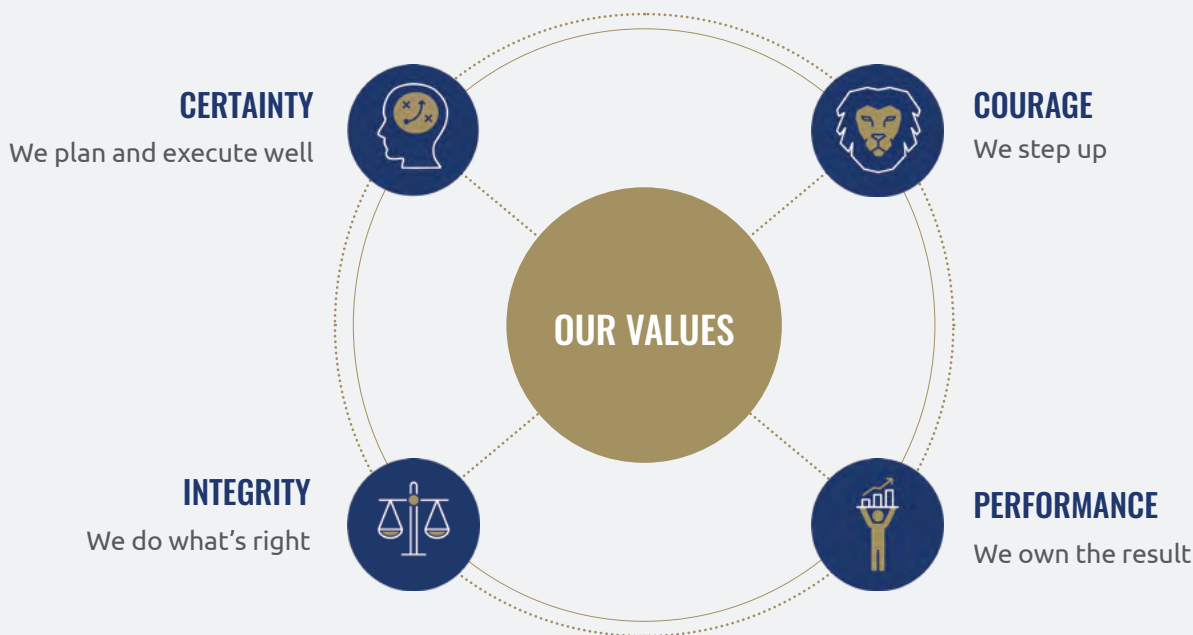 CERTAINTY
We plan and execute well
COURAGE
We step up
OUR VALUES
INTEGRITY
We do what’s right
PERFORMANCE
We own the result